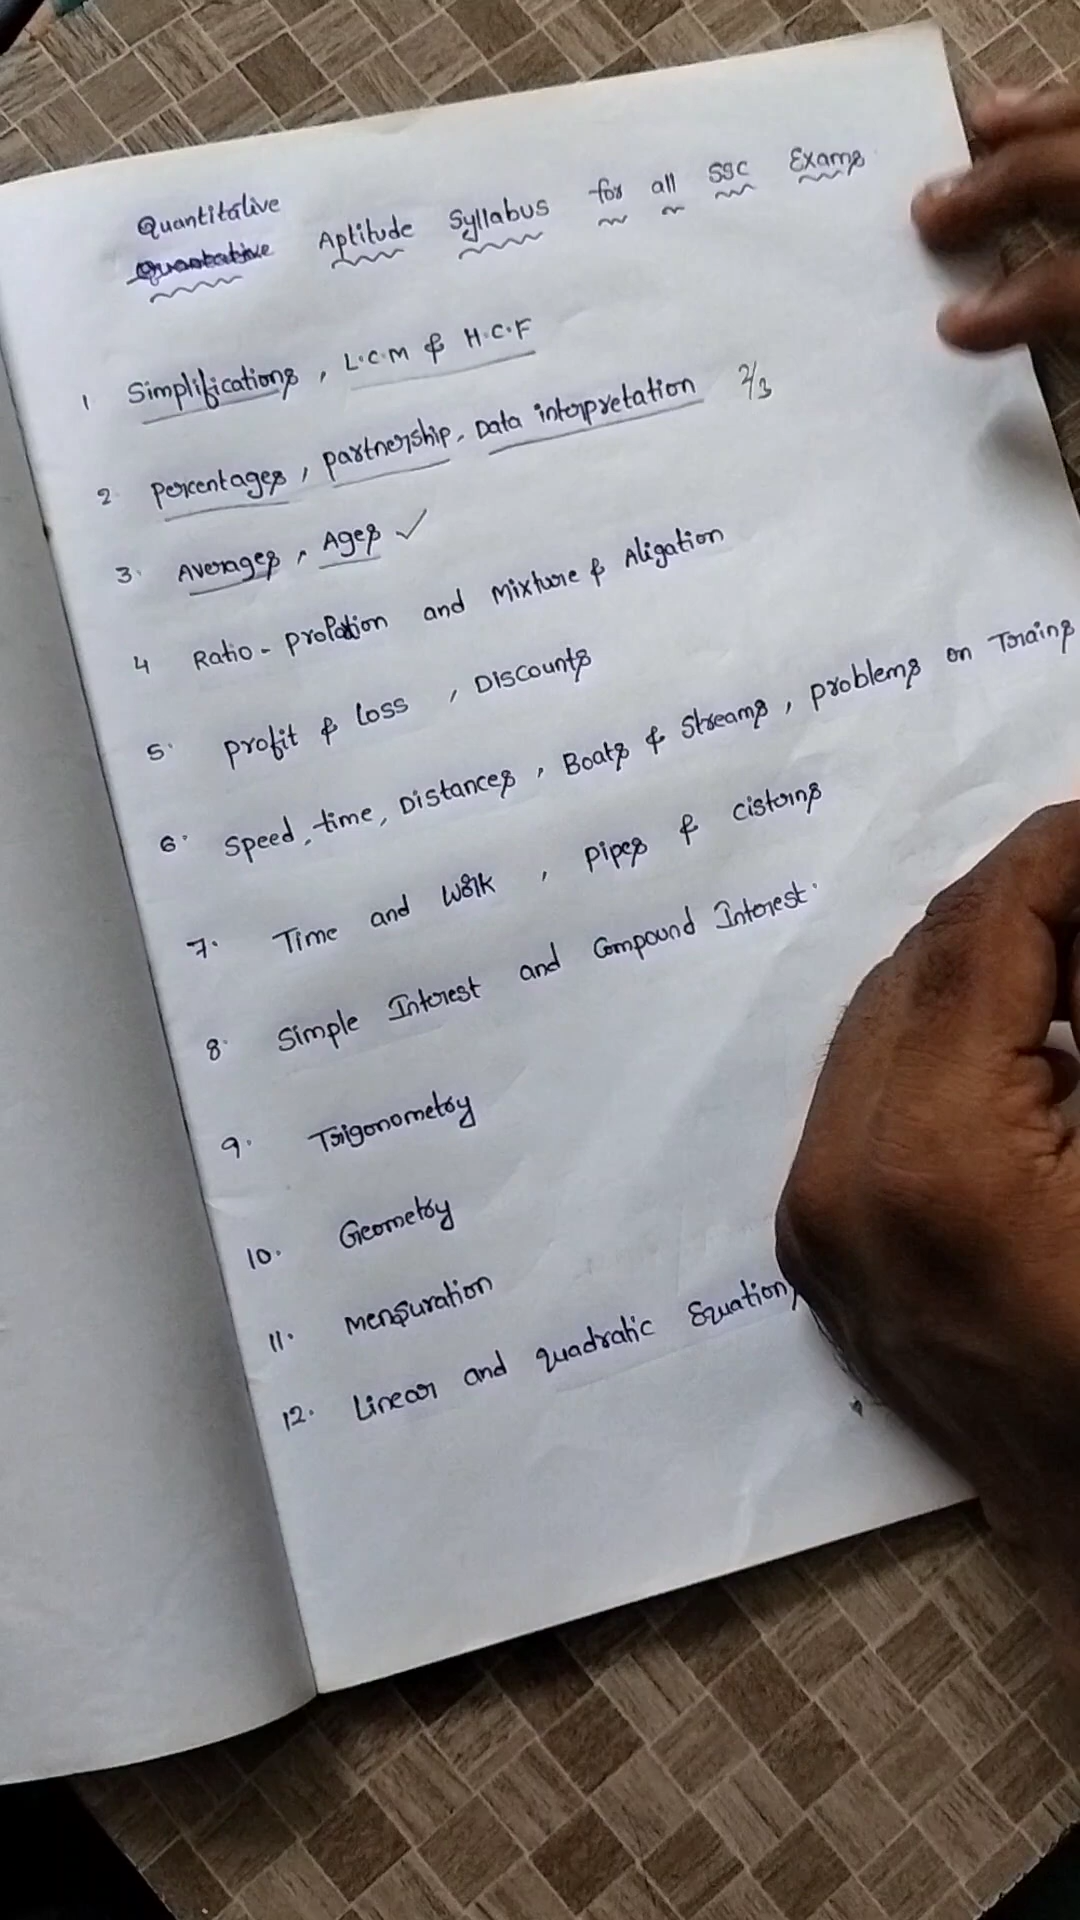 Quantitative
Quantative Aptitude Syllabus for all SSC Exams
1 Simplifications, L.C.M & H.C.F
2. percentages, partnership, Data interpretation 2/3
3. Averages, Ages ✓
4 Ratio - proPotion and Mixture & Aligation
5. profit & Loss, Discounts
6. Speed, time, Distances, Boats & Streams, problems on Trains
7. Time and Work, pipes & cisterns
8. Simple Interest and Compound Interest.
9. Trigonometry
10. Geometry
11. Mensuration
12. Linear and quadratic Equation,